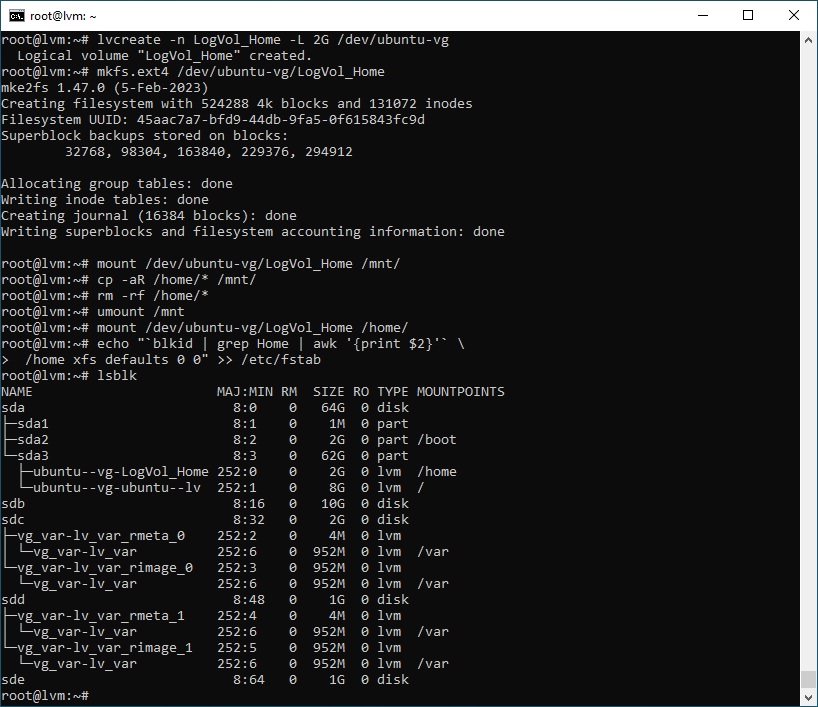 root@lvm: ~
root@lvm:~# lvcreate -n LogVol_Home -L 2G /dev/ubuntu-vg
  Logical volume "LogVol_Home" created.
root@lvm:~# mkfs.ext4 /dev/ubuntu-vg/LogVol_Home
mke2fs 1.47.0 (5-Feb-2023)
Creating filesystem with 524288 4k blocks and 131072 inodes
Filesystem UUID: 45aac7a7-bfd9-44db-9fa5-0f615843fc9d
Superblock backups stored on blocks:
        32768, 98304, 163840, 229376, 294912

Allocating group tables: done
Writing inode tables: done
Creating journal (16384 blocks): done
Writing superblocks and filesystem accounting information: done

root@lvm:~# mount /dev/ubuntu-vg/LogVol_Home /mnt/
root@lvm:~# cp -aR /home/* /mnt/
root@lvm:~# rm -rf /home/*
root@lvm:~# umount /mnt
root@lvm:~# mount /dev/ubuntu-vg/LogVol_Home /home/
root@lvm:~# echo "`blkid | grep Home | awk '{print $2}'` \
>  /home xfs defaults 0 0" >> /etc/fstab
root@lvm:~# lsblk
NAME                       MAJ:MIN RM  SIZE RO TYPE MOUNTPOINTS
sda                          8:0    0   64G  0 disk
├─sda1                       8:1    0    1M  0 part
├─sda2                       8:2    0    2G  0 part /boot
└─sda3                       8:3    0   62G  0 part
  ├─ubuntu--vg-LogVol_Home 252:0    0    2G  0 lvm  /home
  └─ubuntu--vg-ubuntu--lv  252:1    0    8G  0 lvm  /
sdb                          8:16   0   10G  0 disk
sdc                          8:32   0    2G  0 disk
├─vg_var-lv_var_rmeta_0    252:2    0    4M  0 lvm
│ └─vg_var-lv_var          252:6    0  952M  0 lvm  /var
└─vg_var-lv_var_rimage_0   252:3    0  952M  0 lvm
  └─vg_var-lv_var          252:6    0  952M  0 lvm  /var
sdd                          8:48   0    1G  0 disk
├─vg_var-lv_var_rmeta_1    252:4    0    4M  0 lvm
│ └─vg_var-lv_var          252:6    0  952M  0 lvm  /var
└─vg_var-lv_var_rimage_1   252:5    0  952M  0 lvm
  └─vg_var-lv_var          252:6    0  952M  0 lvm  /var
sde                          8:64   0    1G  0 disk
root@lvm:~#